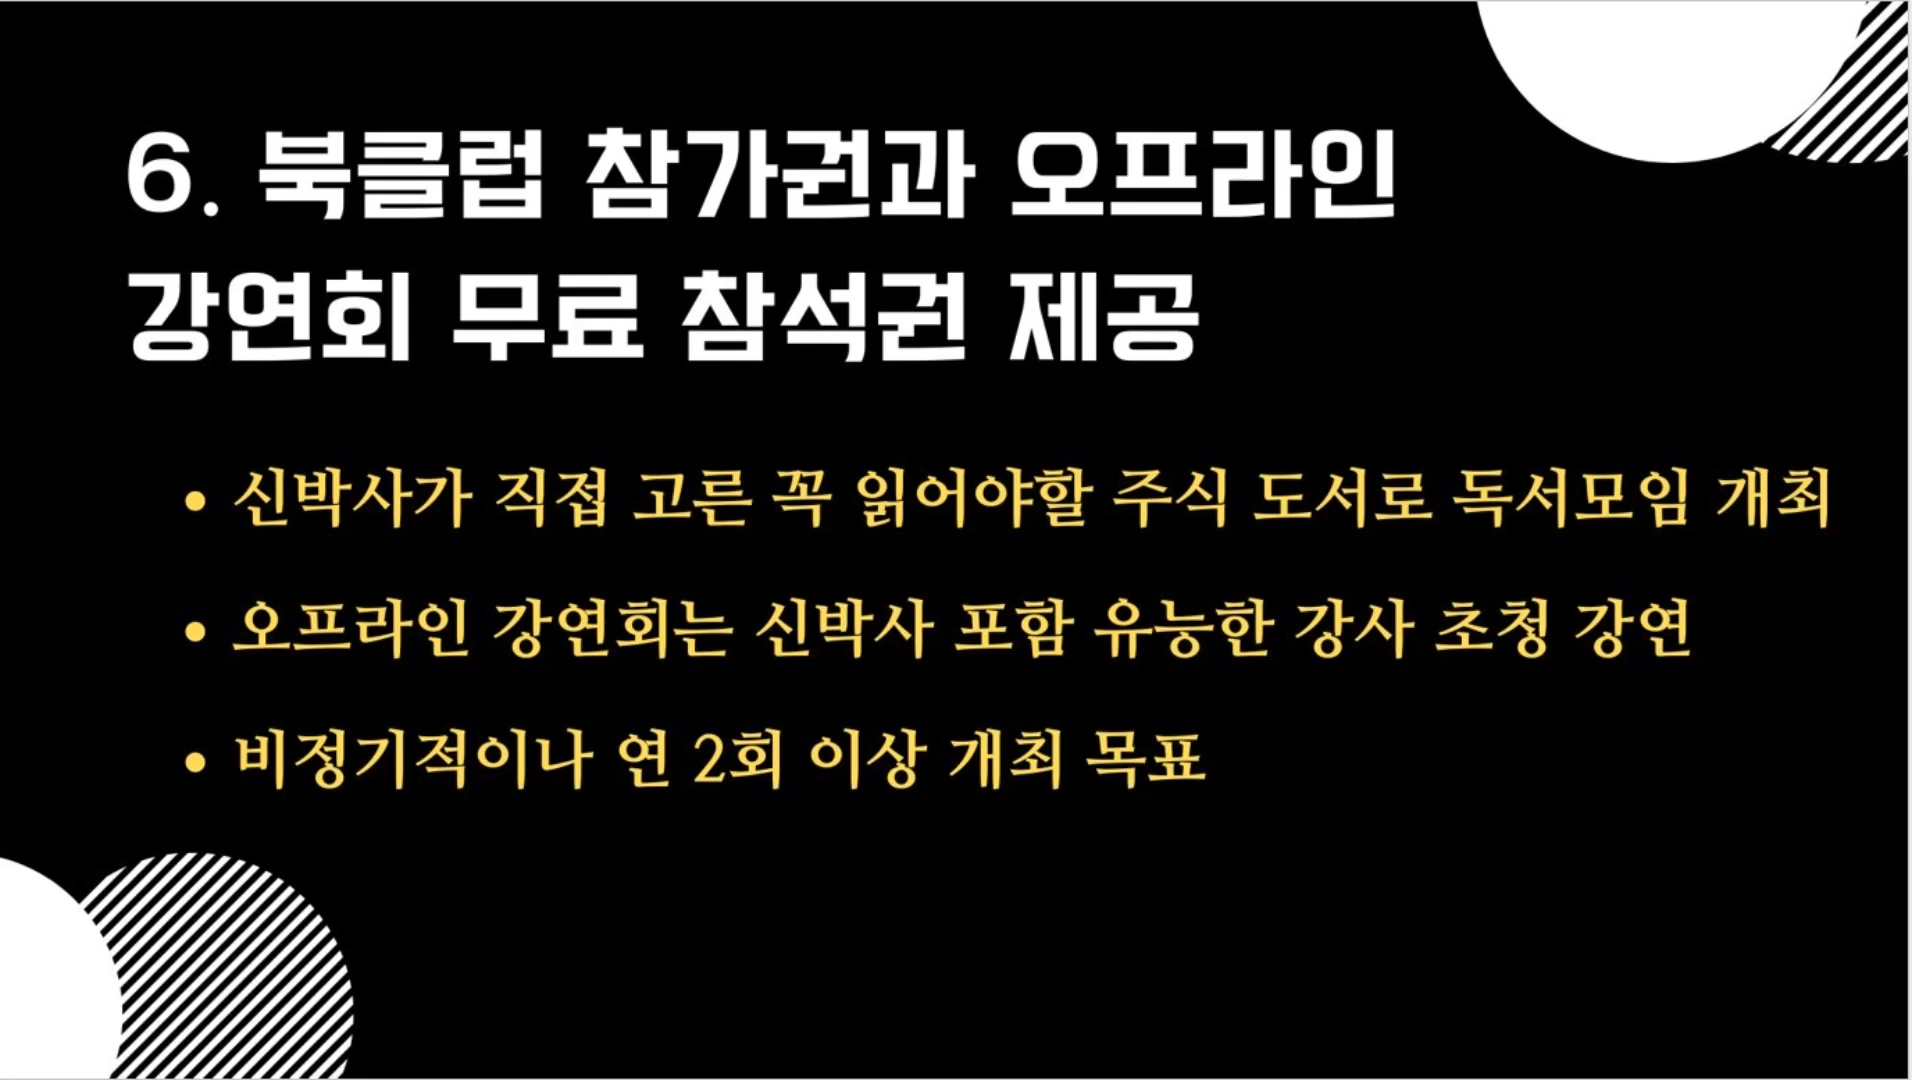 6. 북클럽 참가권과 오프라인
강연회 무료 참석권 제공
• 신박사가 직접 고른 꼭 읽어야할 주식 도서로 독서모임 개최
• 오프라인 강연회는 신박사 포함 유능한 강사 초청 강연
• 비정기적이나 연 2회 이상 개최 목표